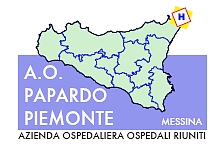 H
A.O.
PAPARDO
PIEMONTE
MESSINA
AZIENDA OSPEDALIERA OSPEDALI RIUNITI